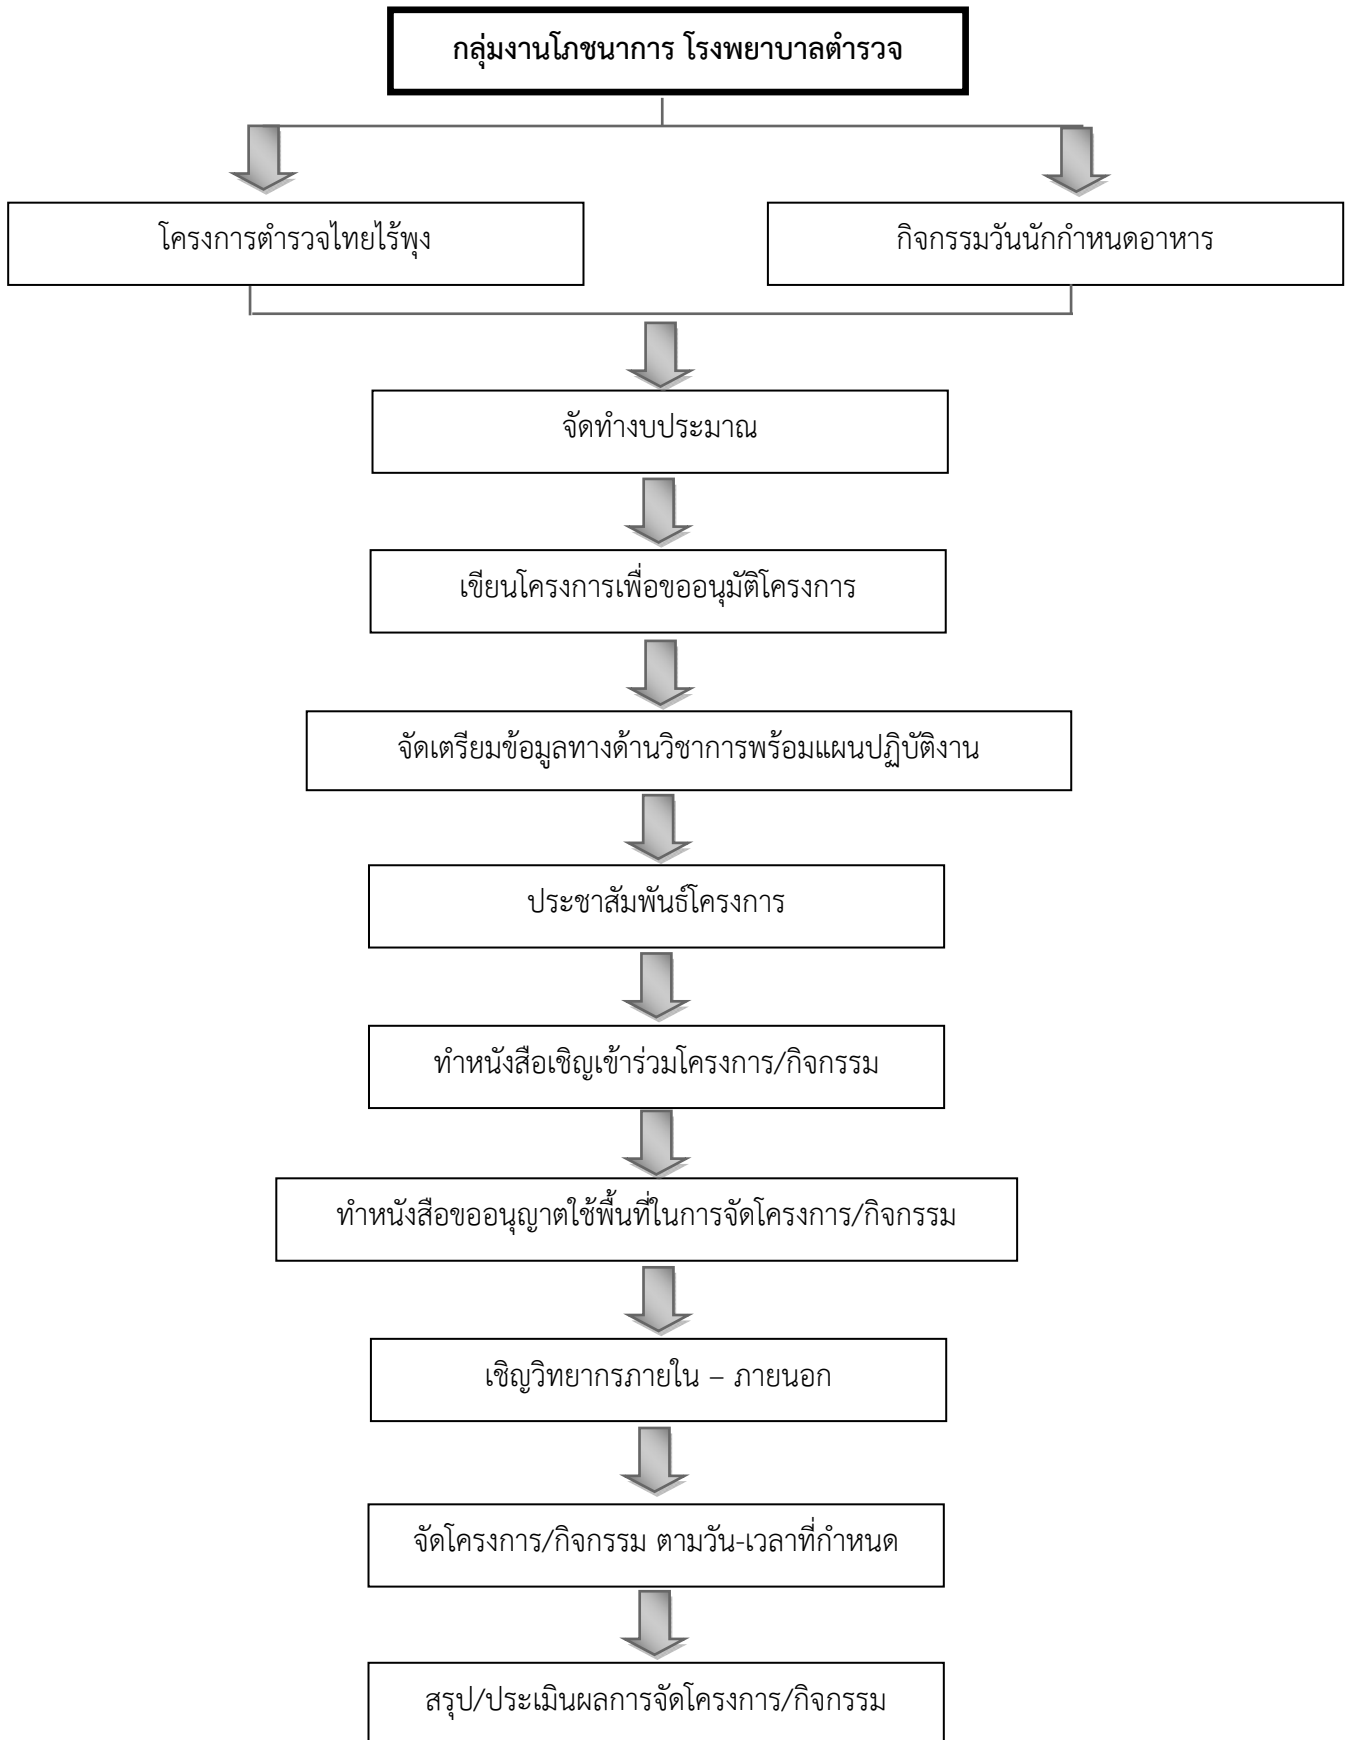 กลุ่มงานโภชนาการ โรงพยาบาลตำรวจ
โครงการตำรวจไทยไร้พุง
กิจกรรมวันนักกำหนดอาหาร
จัดทำงบประมาณ
เขียนโครงการเพื่อขออนุมัติโครงการ
จัดเตรียมข้อมูลทางด้านวิชาการพร้อมแผนปฏิบัติงาน
ประชาสัมพันธ์โครงการ
ทำหนังสือเชิญเข้าร่วมโครงการ/กิจกรรม
ทำหนังสือขออนุญาตใช้พื้นที่ในการจัดโครงการ/กิจกรรม
เชิญวิทยากรภายใน – ภายนอก
จัดโครงการ/กิจกรรม ตามวัน-เวลาที่กำหนด
สรุป/ประเมินผลการจัดโครงการ/กิจกรรม